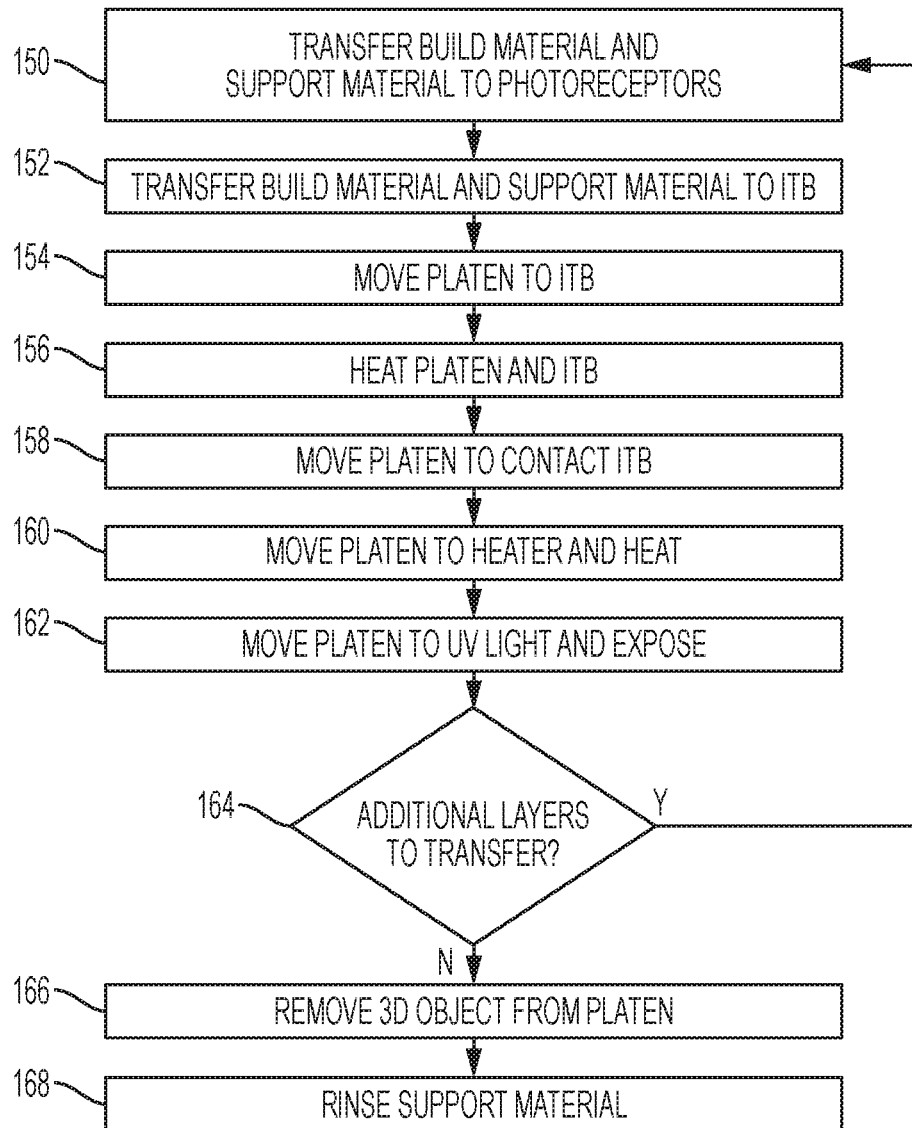 150
TRANSFER BUILD MATERIAL AND
SUPPORT MATERIAL TO PHOTORECEPTORS
152
TRANSFER BUILD MATERIAL AND SUPPORT MATERIAL TO ITB
154
MOVE PLATEN TO ITB
156
HEAT PLATEN AND ITB
158
MOVE PLATEN TO CONTACT ITB
160
MOVE PLATEN TO HEATER AND HEAT
162
MOVE PLATEN TO UV LIGHT AND EXPOSE
164
ADDITIONAL LAYERS
TO TRANSFER?
Y
N
166
REMOVE 3D OBJECT FROM PLATEN
168
RINSE SUPPORT MATERIAL